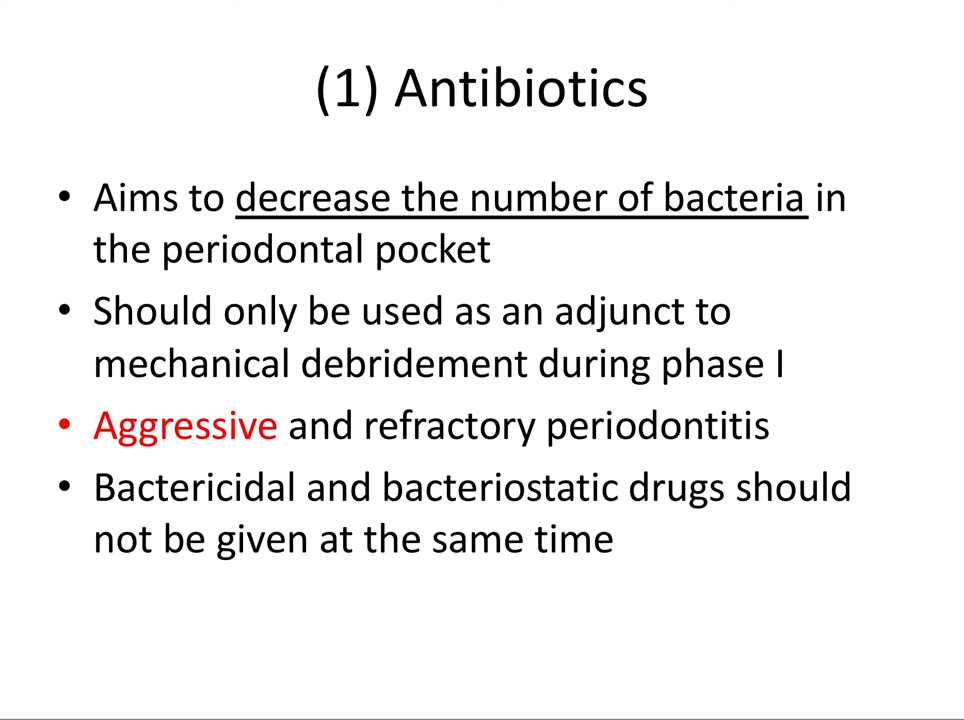 (1) Antibiotics
• Aims to decrease the number of bacteria in
the periodontal pocket
• Should only be used as an adjunct to
mechanical debridement during phase I
• Aggressive and refractory periodontitis
• Bactericidal and bacteriostatic drugs should
not be given at the same time